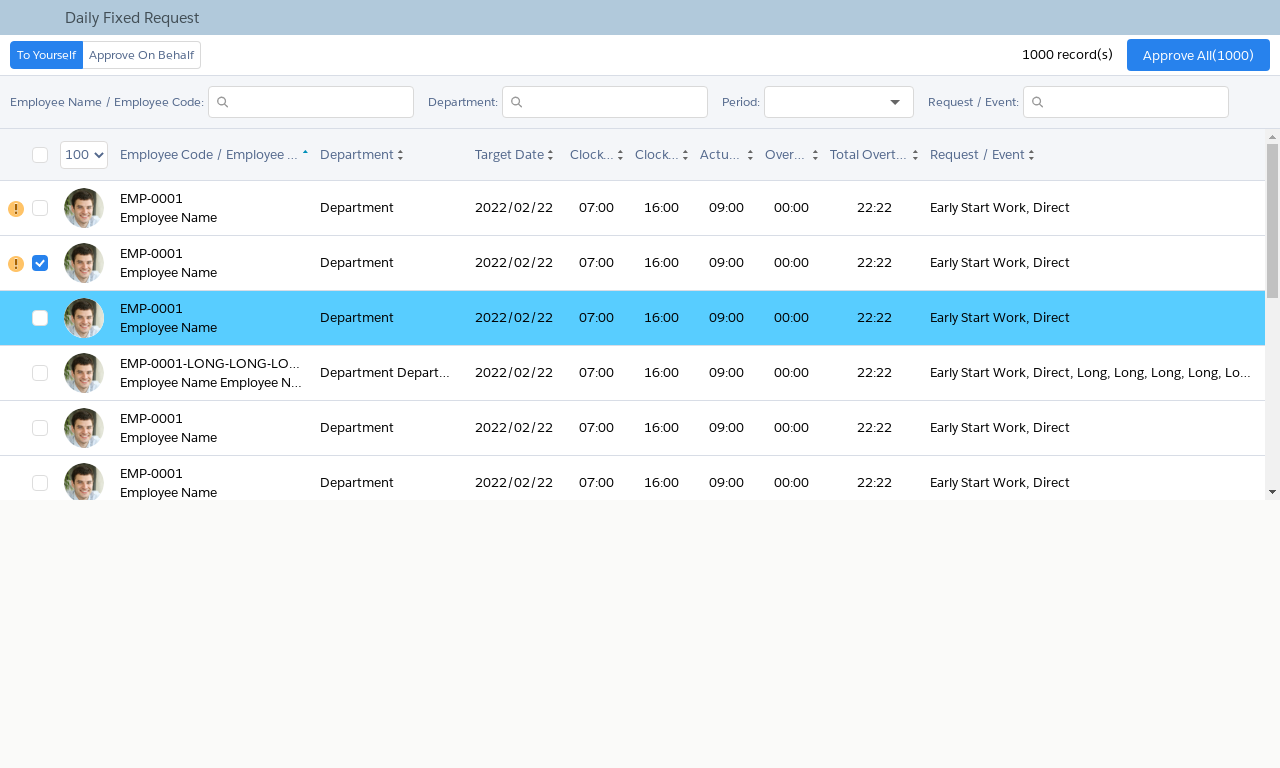 Daily Fixed Request
To Yourself Approve On Behalf 1000 record(s) Approve All(1000)
Employee Name / Employee Code: Department: Period: Request / Event:
100 Employee Code / Employee ... Department Target Date Clock... Clock... Actu... Over... Total Overt... Request / Event
EMP-0001
Employee Name Department 2022/02/22 07:00 16:00 09:00 00:00 22:22 Early Start Work, Direct
EMP-0001
Employee Name Department 2022/02/22 07:00 16:00 09:00 00:00 22:22 Early Start Work, Direct
EMP-0001
Employee Name Department 2022/02/22 07:00 16:00 09:00 00:00 22:22 Early Start Work, Direct
EMP-0001-LONG-LONG-LO...
Employee Name Employee N... Department Depart... 2022/02/22 07:00 16:00 09:00 00:00 22:22 Early Start Work, Direct, Long, Long, Long, Long, Lo...
EMP-0001
Employee Name Department 2022/02/22 07:00 16:00 09:00 00:00 22:22 Early Start Work, Direct
EMP-0001
Employee Name Department 2022/02/22 07:00 16:00 09:00 00:00 22:22 Early Start Work, Direct